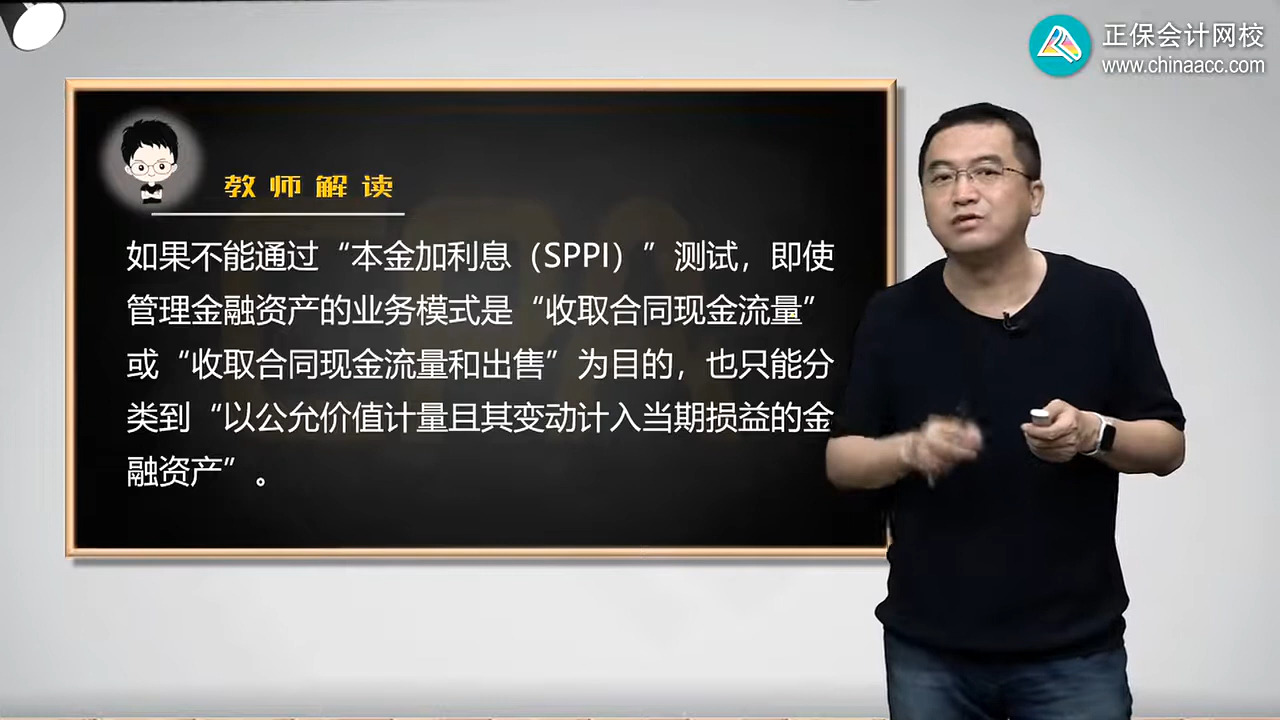 正保会计网校
www.chinaacc.com
教师解读
如果不能通过“本金加利息（SPPI）”测试，即使
管理金融资产的业务模式是“收取合同现金流量”
或“收取合同现金流量和出售”为目的，也只能分
类到“以公允价值计量且其变动计入当期损益的金
融资产”。